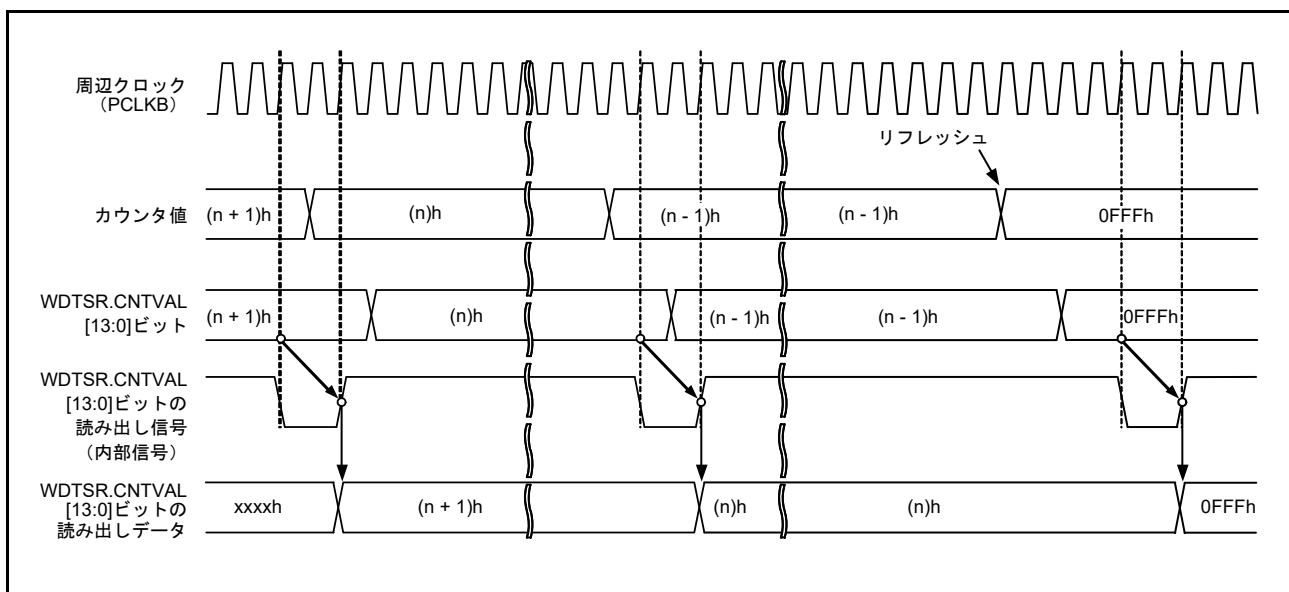 周辺クロック
（PCLKB）
リフレッシュ
カウンタ値
(n + 1)h
(n)h
(n - 1)h
(n - 1)h
0FFFh
WDTSR.CNTVAL
[13:0]ビット
(n + 1)h
(n)h
(n - 1)h
(n - 1)h
0FFFh
WDTSR.CNTVAL
[13:0]ビットの
読み出し信号
（内部信号）
WDTSR.CNTVAL
[13:0]ビットの
読み出しデータ
xxxxh
(n + 1)h
(n)h
(n)h
0FFFh